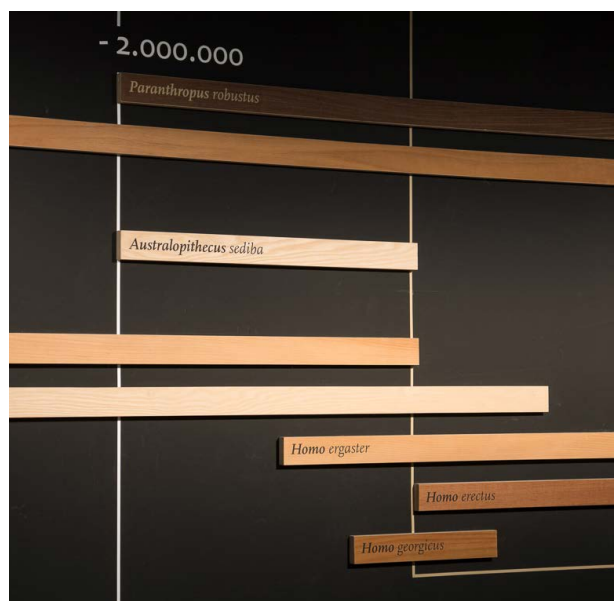 - 2.000.000
Paranthropus robustus
Australopithecus sediba
Homo ergaster
Homo erectus
Homo georgicus